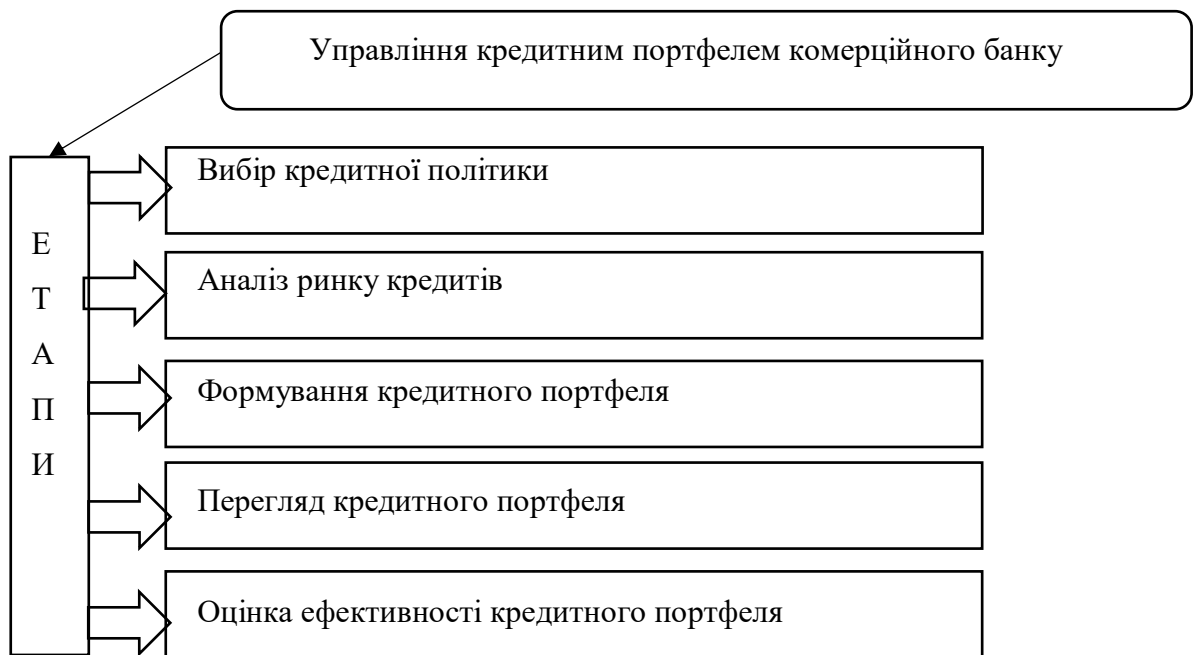 Управління кредитним портфелем комерційного банку
Вибір кредитної політики
Аналіз ринку кредитів
Формування кредитного портфеля
Перегляд кредитного портфеля
Оцінка ефективності кредитного портфеля
Е
Т
А
П
И